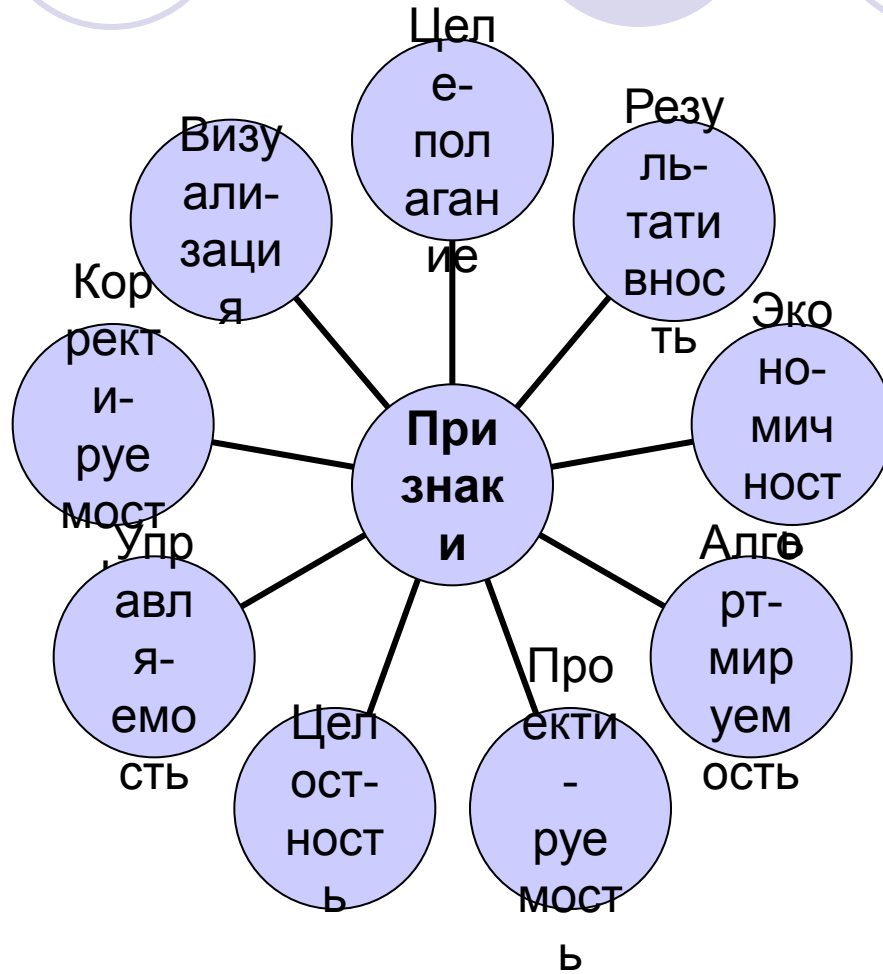 Цел
е-
пол
аган
ие
Резу
ль-
тати
внос
ть
Эко
но-
мич
ност
ь
Алго
рт-
мир
уем
ость
Про
екти
-
руе
мост
ь
Цел
ост-
ност
ь
Упр
авл
я-
емо
сть
Кор
рект
и-
руе
мост
ь
Визу
али-
заци
я
При
знак
и